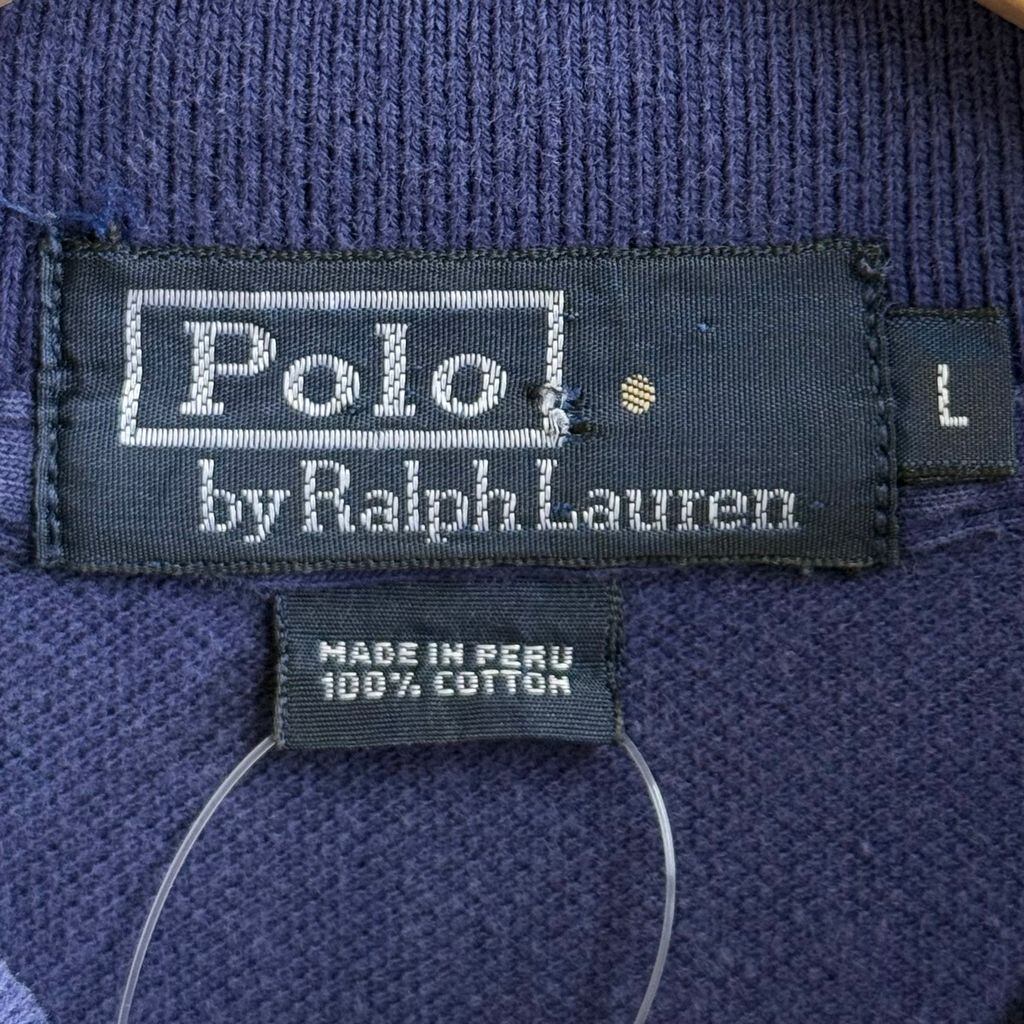 Polo
by Ralph Lauren
L
MADE IN PERU
100% COTTON